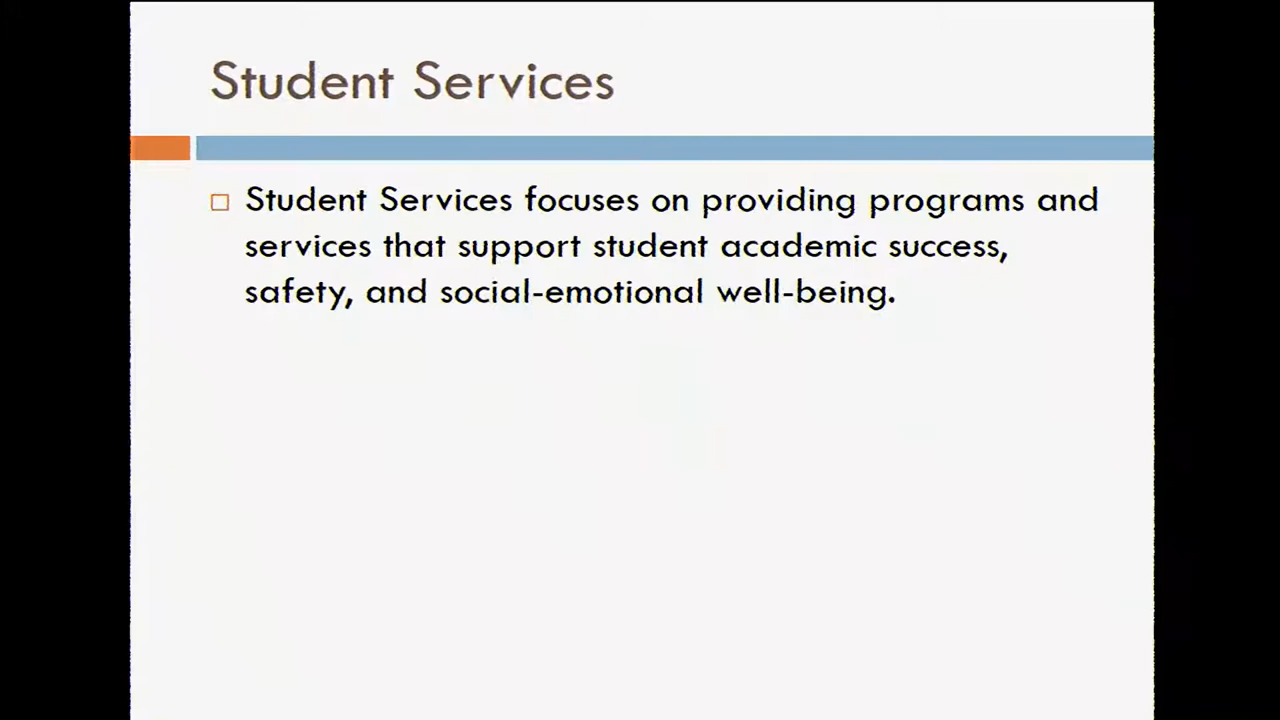 Student Services
Student Services focuses on providing programs and
services that support student academic success,
safety, and social-emotional well-being.